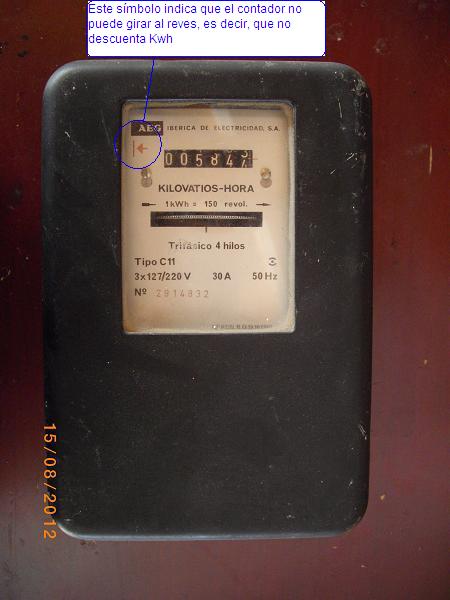 Este símbolo indica que el contador no
puede girar al reves, es decir, que no
descuenta Kwh
AEG IBERICA DE ELECTRICIDAD, S.A.
00584
KILOVATIOS-HORA
1 kWh = 150 revol.
Trifásico 4 hilos
Tipo C11
3x127/220 V 30 A 50 Hz
Nº 2914832
15/08/2012